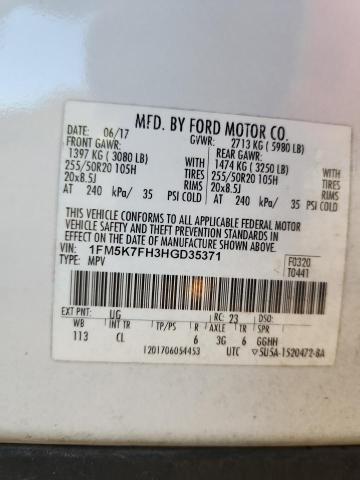 MFD. BY FORD MOTOR CO.
DATE: 06/17 GVWR: 2713 KG ( 5980 LB)
FRONT GAWR: REAR GAWR:
1397 KG ( 3080 LB) 1474 KG ( 3250 LB)
255/50R20 105H TIRES 255/50R20 105H TIRES
20x8.5J RIMS 20x8.5J RIMS
AT 240 kPa/ 35 PSI COLD AT 240 kPa/ 35 PSI COLD
THIS VEHICLE CONFORMS TO ALL APPLICABLE FEDERAL MOTOR
VEHICLE SAFETY AND THEFT PREVENTION STANDARDS IN
EFFECT ON THE DATE OF MANUFACTURE SHOWN ABOVE.
VIN: 1FM5K7FH3HGD35371 F0320
TYPE: MPV T0441
EXT PNT: UG RC: 23 DSO:
WB INT TR TP/PS R AXLE TR SPR
113 CL 6 3G 6 GGHH
1201706054453 UTC ▽5U5A-1520472-BA